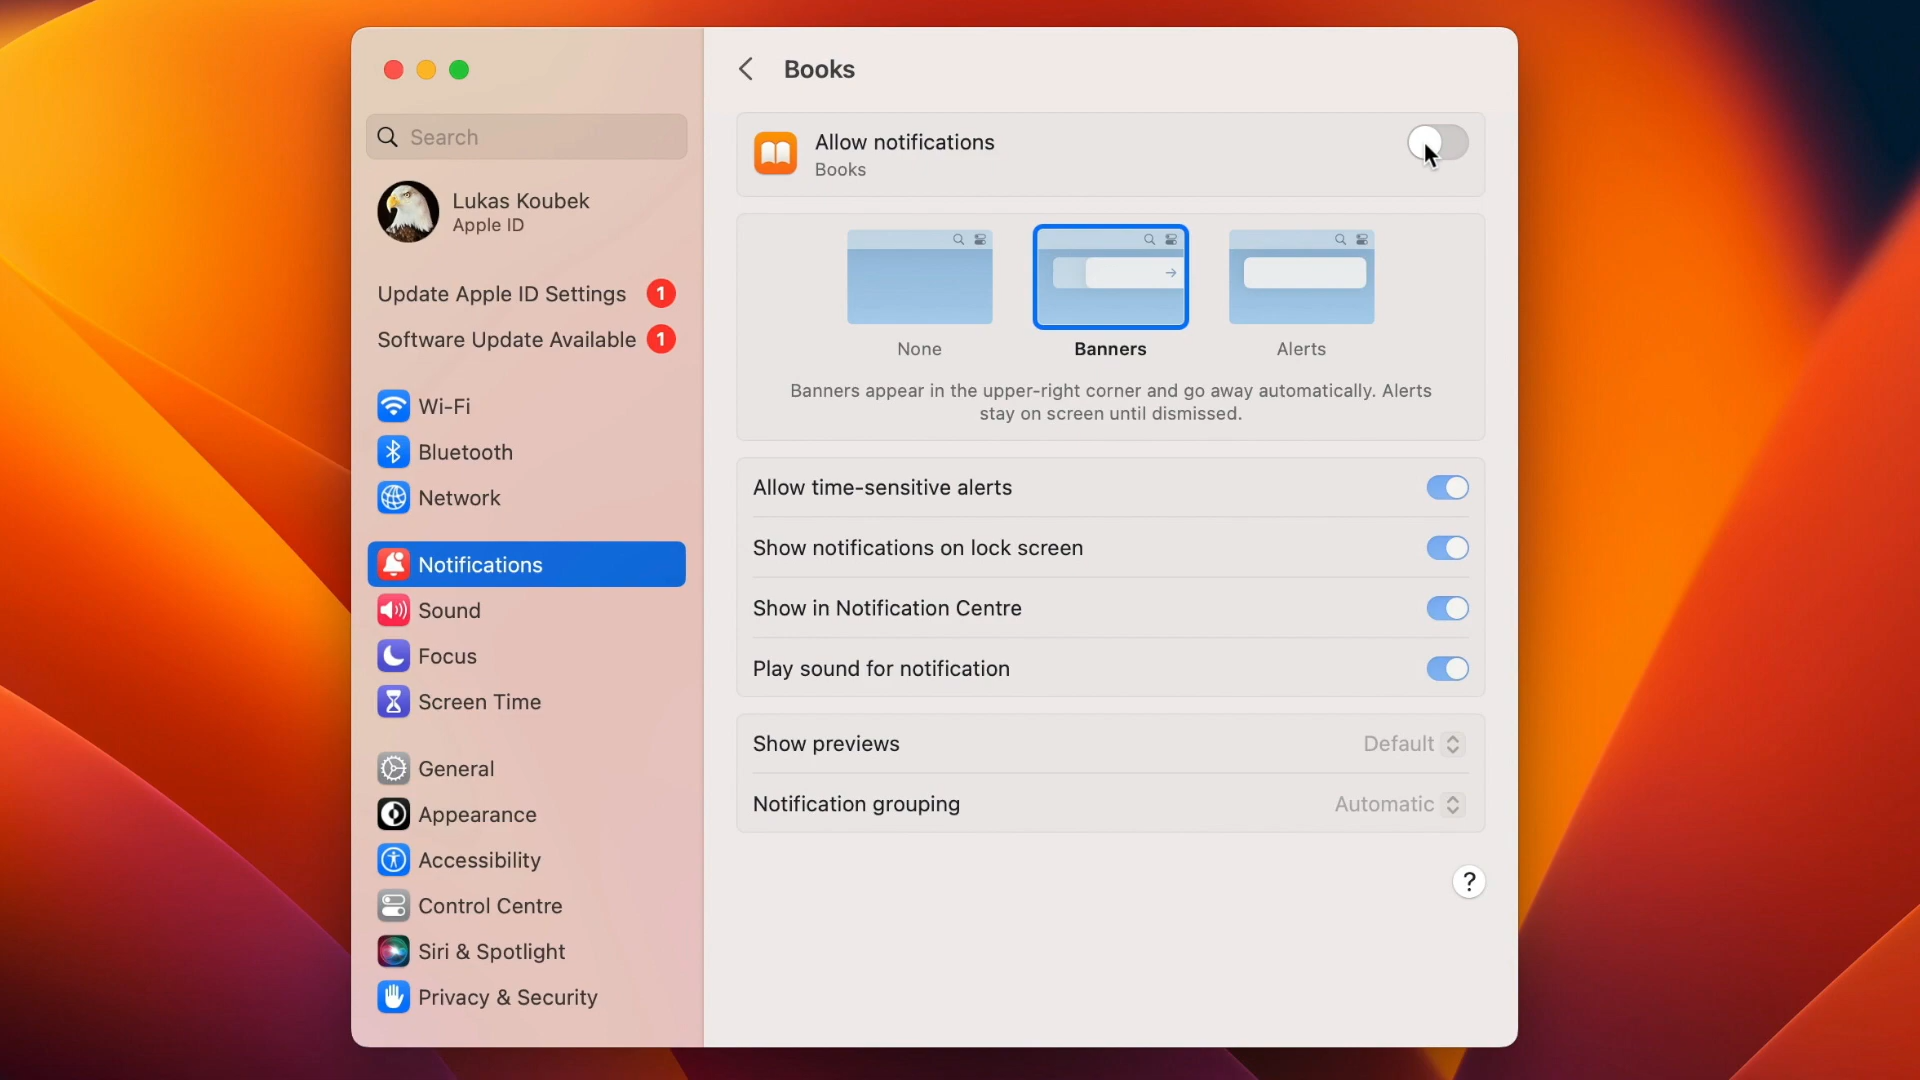 Books
Search
Allow notifications
Books
Lukas Koubek
Apple ID
Update Apple ID Settings 1
Software Update Available 1
None
Banners
Alerts
Banners appear in the upper-right corner and go away automatically. Alerts
stay on screen until dismissed.
Wi-Fi
Bluetooth
Network
Notifications
Sound
Focus
Screen Time
General
Appearance
Accessibility
Control Centre
Siri & Spotlight
Privacy & Security
Allow time-sensitive alerts
Show notifications on lock screen
Show in Notification Centre
Play sound for notification
Show previews Default
Notification grouping Automatic
?